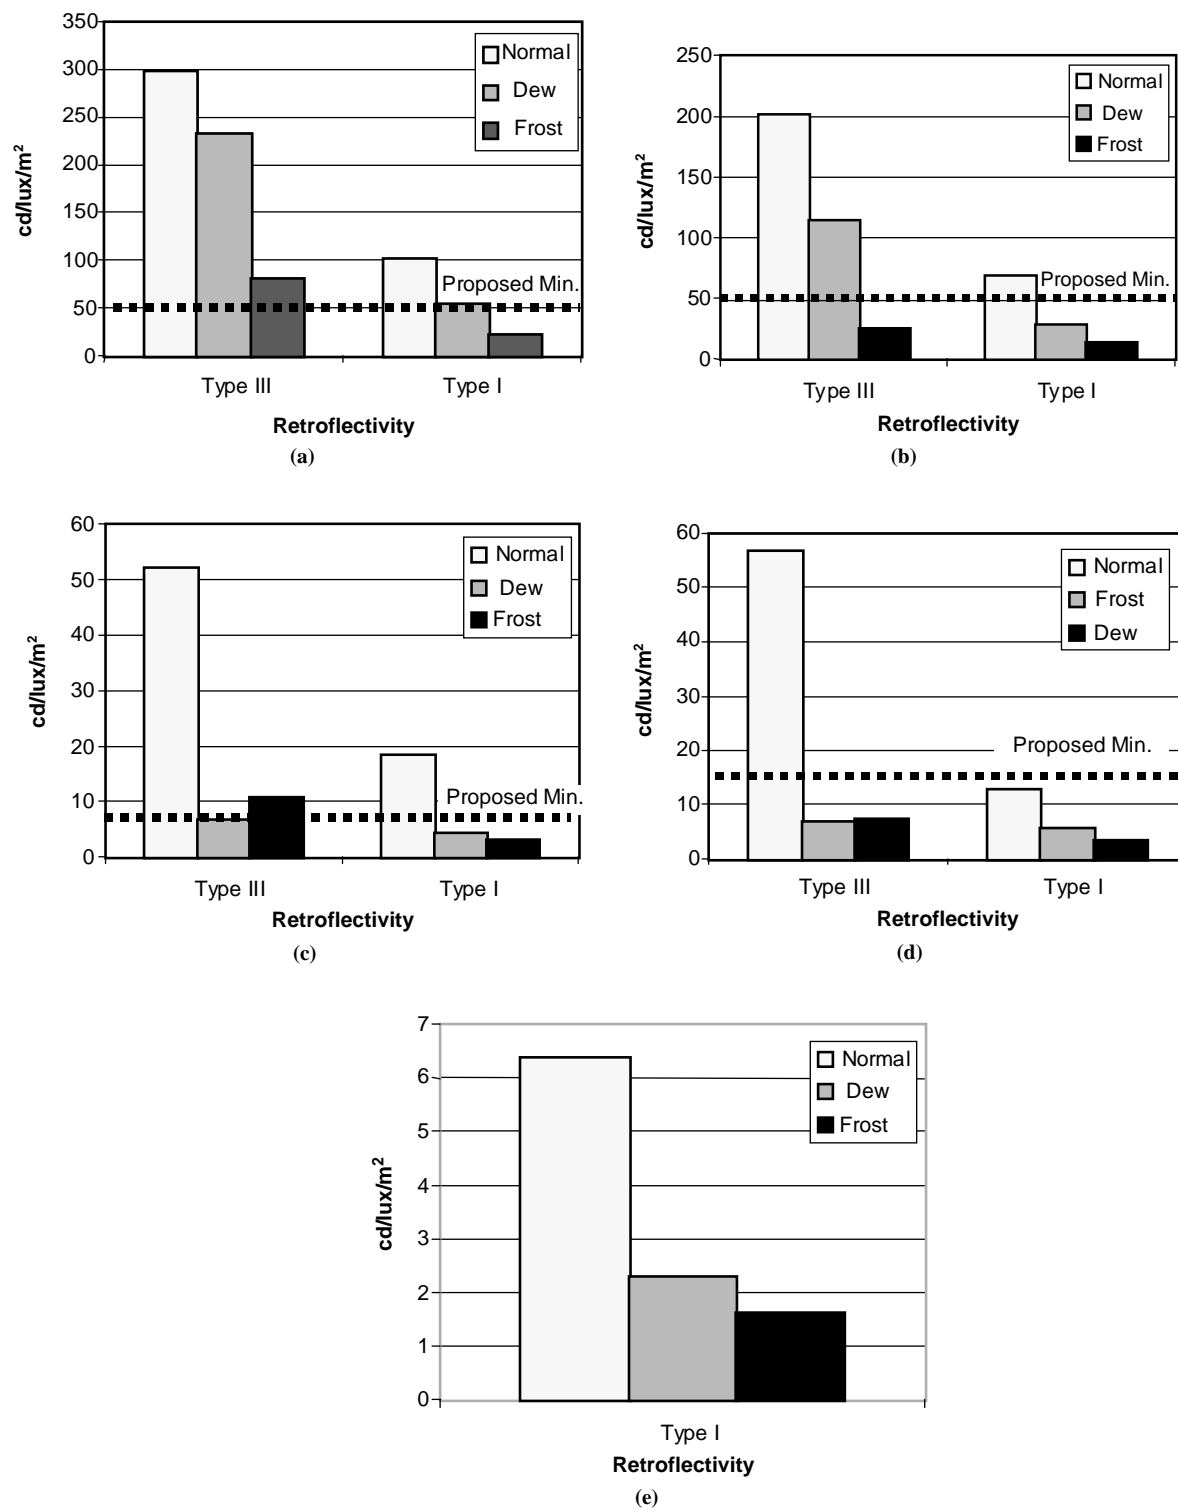 350
300
250
200
150
100
50
0
cd/lux/m²
Normal
Dew
Frost
Proposed Min.
Type III
Type I
Retroflectivity
(a)
250
200
150
100
50
0
cd/lux/m²
Normal
Dew
Frost
Proposed Min.
Type III
Type I
Retroflectivity
(b)
60
50
40
30
20
10
0
cd/lux/m²
Normal
Dew
Frost
Proposed Min.
Type III
Type I
Retroflectivity
(c)
60
50
40
30
20
10
0
cd/lux/m²
Normal
Frost
Dew
Proposed Min.
Type III
Type I
Retroflectivity
(d)
7
6
5
4
3
2
1
0
cd/lux/m²
Normal
Dew
Frost
Type I
Retroflectivity
(e)